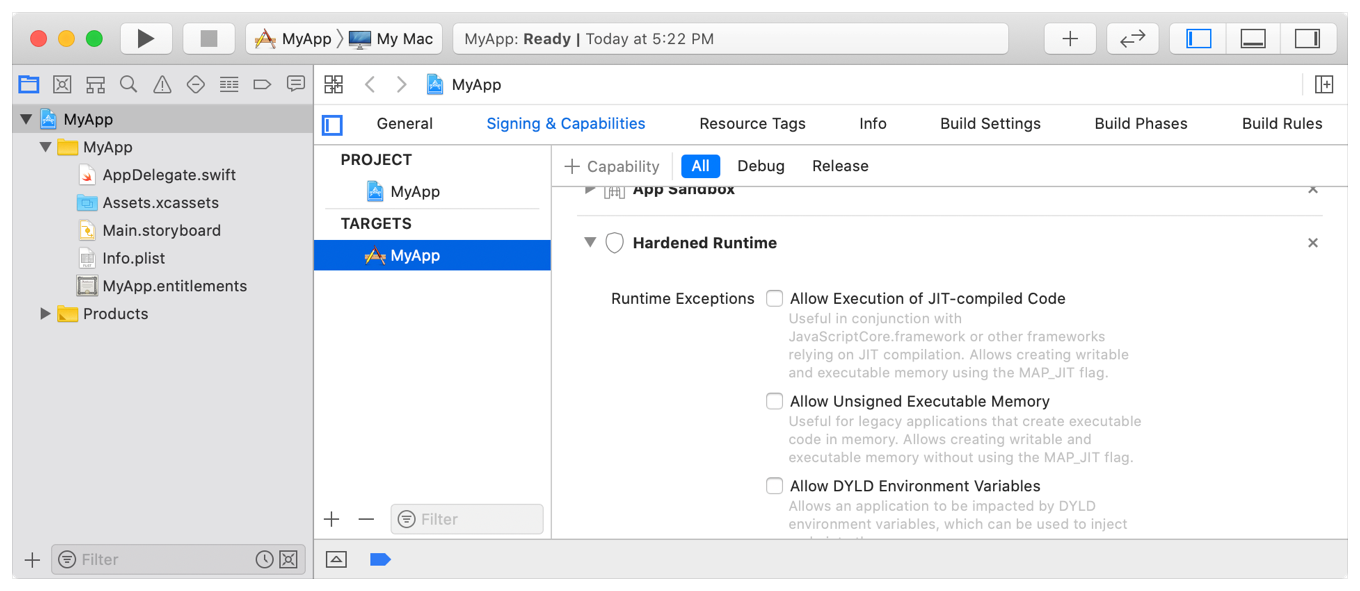 MyApp My Mac
MyApp: Ready | Today at 5:22 PM
MyApp
MyApp
AppDelegate.swift
Assets.xcassets
Main.storyboard
Info.plist
MyApp.entitlements
Products
Filter
MyApp
General Signing & Capabilities Resource Tags Info Build Settings Build Phases Build Rules
PROJECT
MyApp
TARGETS
MyApp
Filter
Capability All Debug Release
App Sandbox
Hardened Runtime
Runtime Exceptions Allow Execution of JIT-compiled Code
Useful in conjunction with
JavaScriptCore.framework or other frameworks
relying on JIT compilation. Allows creating writable
and executable memory using the MAP_JIT flag.
Allow Unsigned Executable Memory
Useful for legacy applications that create executable
code in memory. Allows creating writable and
executable memory without using the MAP_JIT flag.
Allow DYLD Environment Variables
Allows an application to be impacted by DYLD
environment variables, which can be used to inject